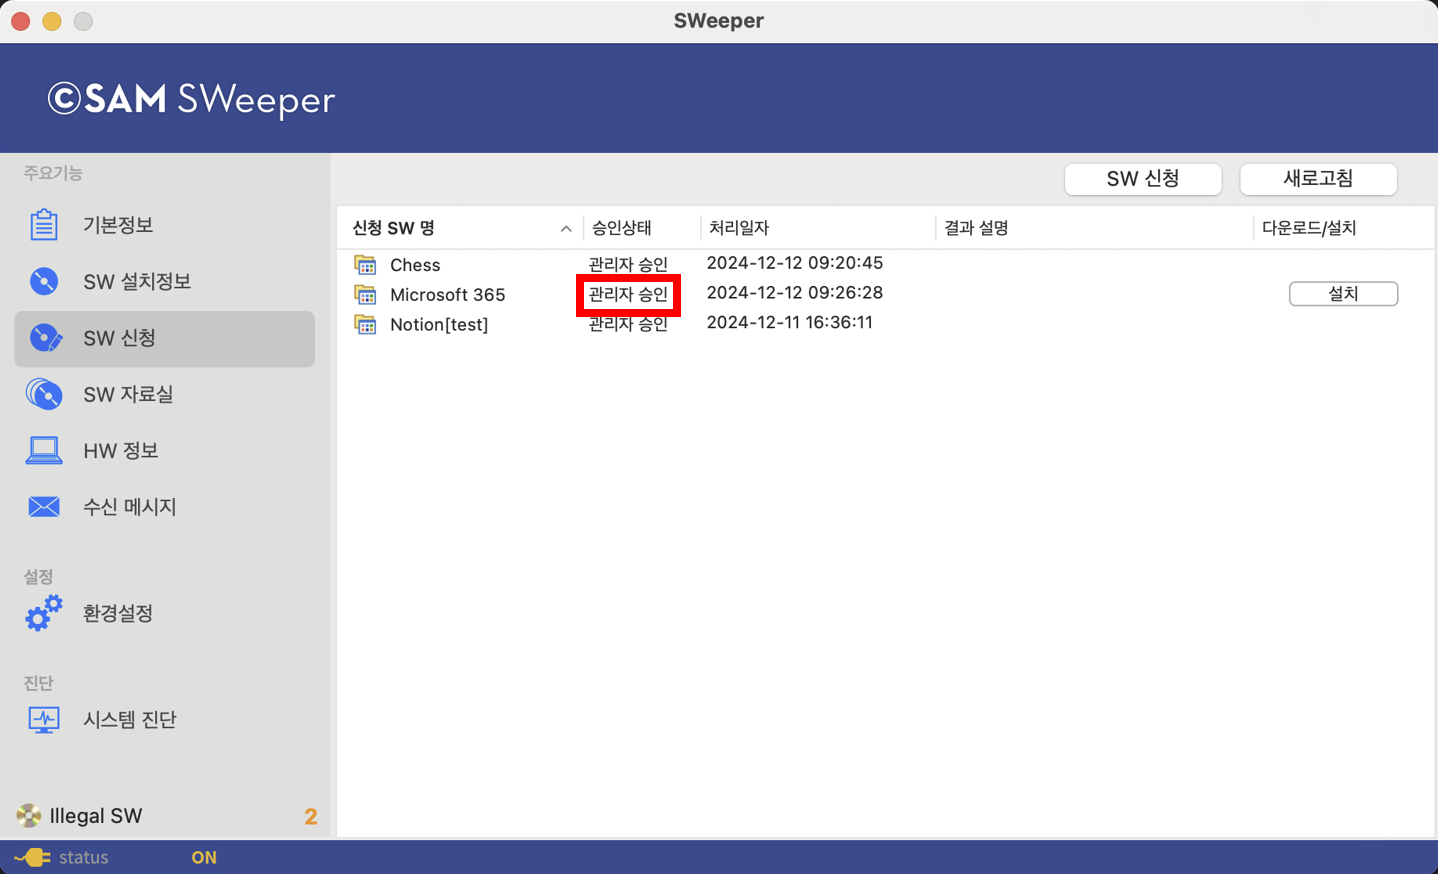 SWeeper
©SAM SWeeper
주요기능
기본정보
SW 설치정보
SW 신청
SW 자료실
HW 정보
수신 메시지
설정
환경설정
진단
시스템 진단
Illegal SW 2
status ON
SW 신청 새로고침
신청 SW 명 승인상태 처리일자 결과 설명 다운로드/설치
Chess 관리자 승인 2024-12-12 09:20:45
Microsoft 365 관리자 승인 2024-12-12 09:26:28 설치
Notion[test] 관리자 승인 2024-12-11 16:36:11